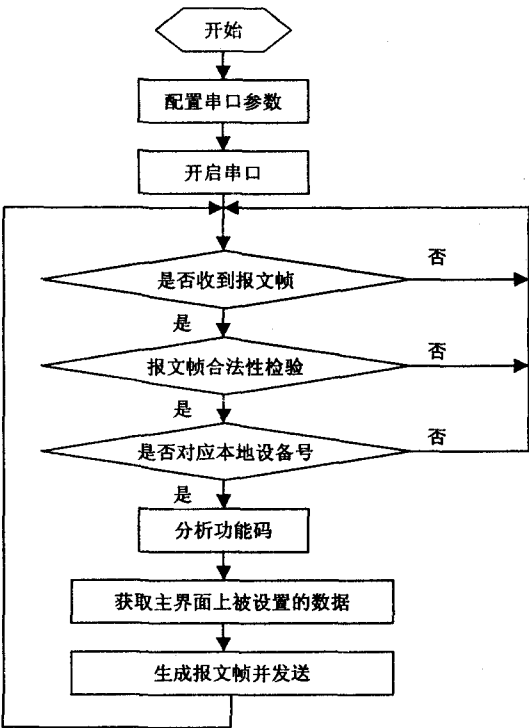 开始
配置串口参数
开启串口
是否收到报文帧
否
是
报文帧合法性检验
否
是
是否对应本地设备号
否
是
分析功能码
获取主界面上被设置的数据
生成报文帧并发送